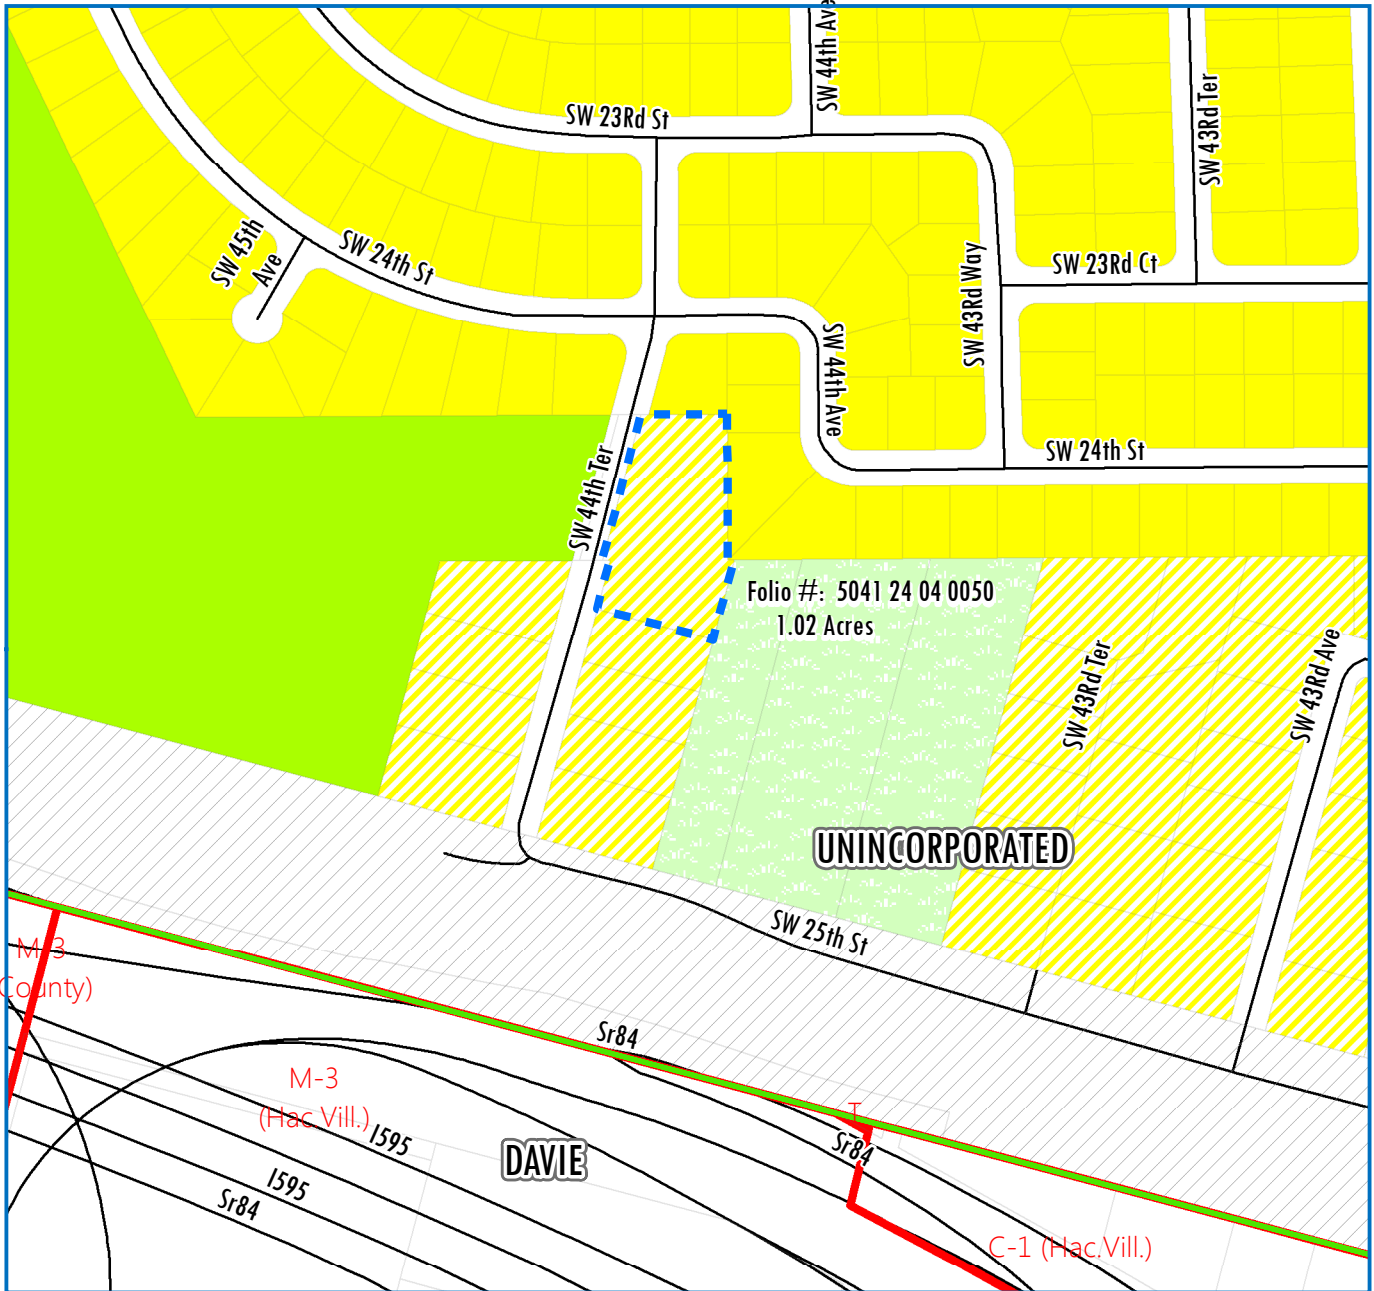 SW 44th Ave
SW 23Rd St
SW 43Rd Ter
SW 45th
Ave
SW 24th St
SW 43Rd Way
SW 23Rd Ct
SW 44th Ave
SW 24th St
SW 44th Ter
Folio #: 5041 24 04 0050
1.02 Acres
SW 43Rd Ter
SW 43Rd Ave
UNINCORPORATED
SW 25th St
M-3
County)
Sr84
M-3
(Hac.Vill.)
T
I595
Sr84
DAVIE
I595
Sr84
C-1 (Hac.Vill.)